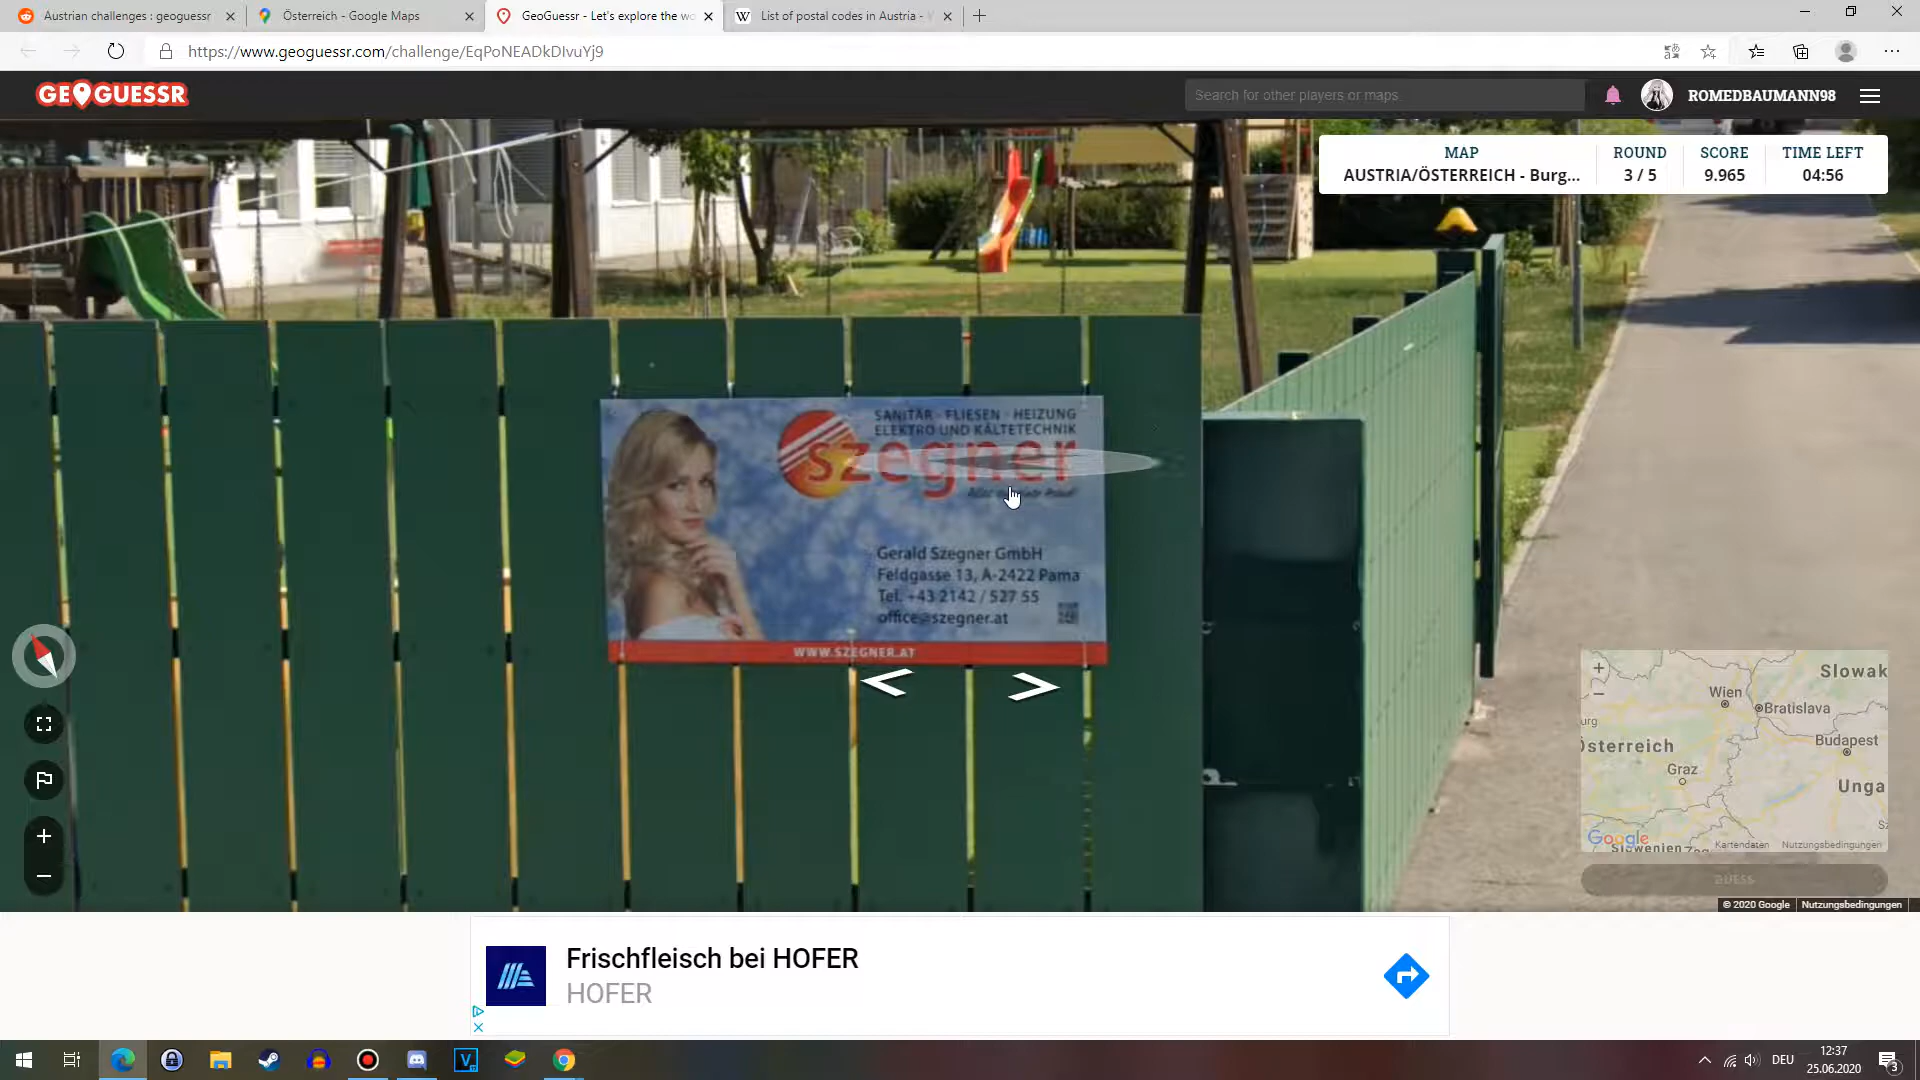 Austrian challenges : geoguessr
Österreich - Google Maps
GeoGuessr - Let's explore the wo
List of postal codes in Austria -
https://www.geoguessr.com/challenge/EqPoNEADkDIvuYj9
GEOGUESSR
Search for other players or maps.
ROMEDBAUMANN98
MAP
ROUND
SCORE
TIME LEFT
AUSTRIA/ÖSTERREICH - Burg...
3 / 5
9.965
04:56
SANITÄR - FLIESEN - HEIZUNG
ELEKTRO UND KÄLTETECHNIK
szegner
Gerald Szegner GmbH
Feldgasse 13, A-2422 Pama
Tel. +43 2142 / 527 55
office@szegner.at
WWW.SZEGNER.AT
Slowak
Wien
Bratislava
urg
Österreich
Budapest
Graz
Unga
Google
Slowenien
Kartendaten
Nutzungsbedingungen
GUESS
© 2020 Google
Nutzungsbedingungen
Frischfleisch bei HOFER
HOFER
DEU
12:37
25.06.2020
3